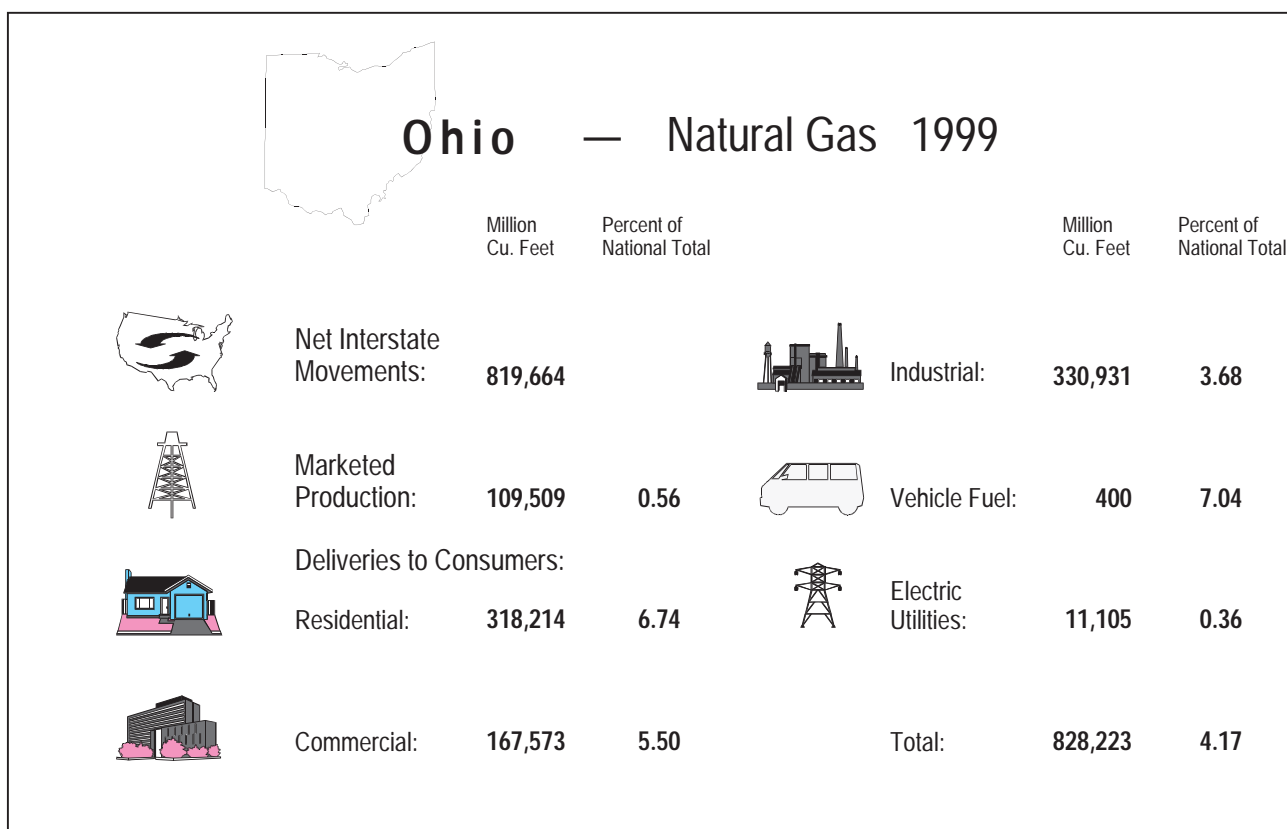 Ohio — Natural Gas 1999
Million
Cu. Feet
Percent of
National Total
Million
Cu. Feet
Percent of
National Total
Net Interstate
Movements: 819,664
Marketed
Production: 109,509 0.56
Deliveries to Consumers:
Residential: 318,214 6.74
Commercial: 167,573 5.50
Industrial: 330,931 3.68
Vehicle Fuel: 400 7.04
Electric
Utilities: 11,105 0.36
Total: 828,223 4.17